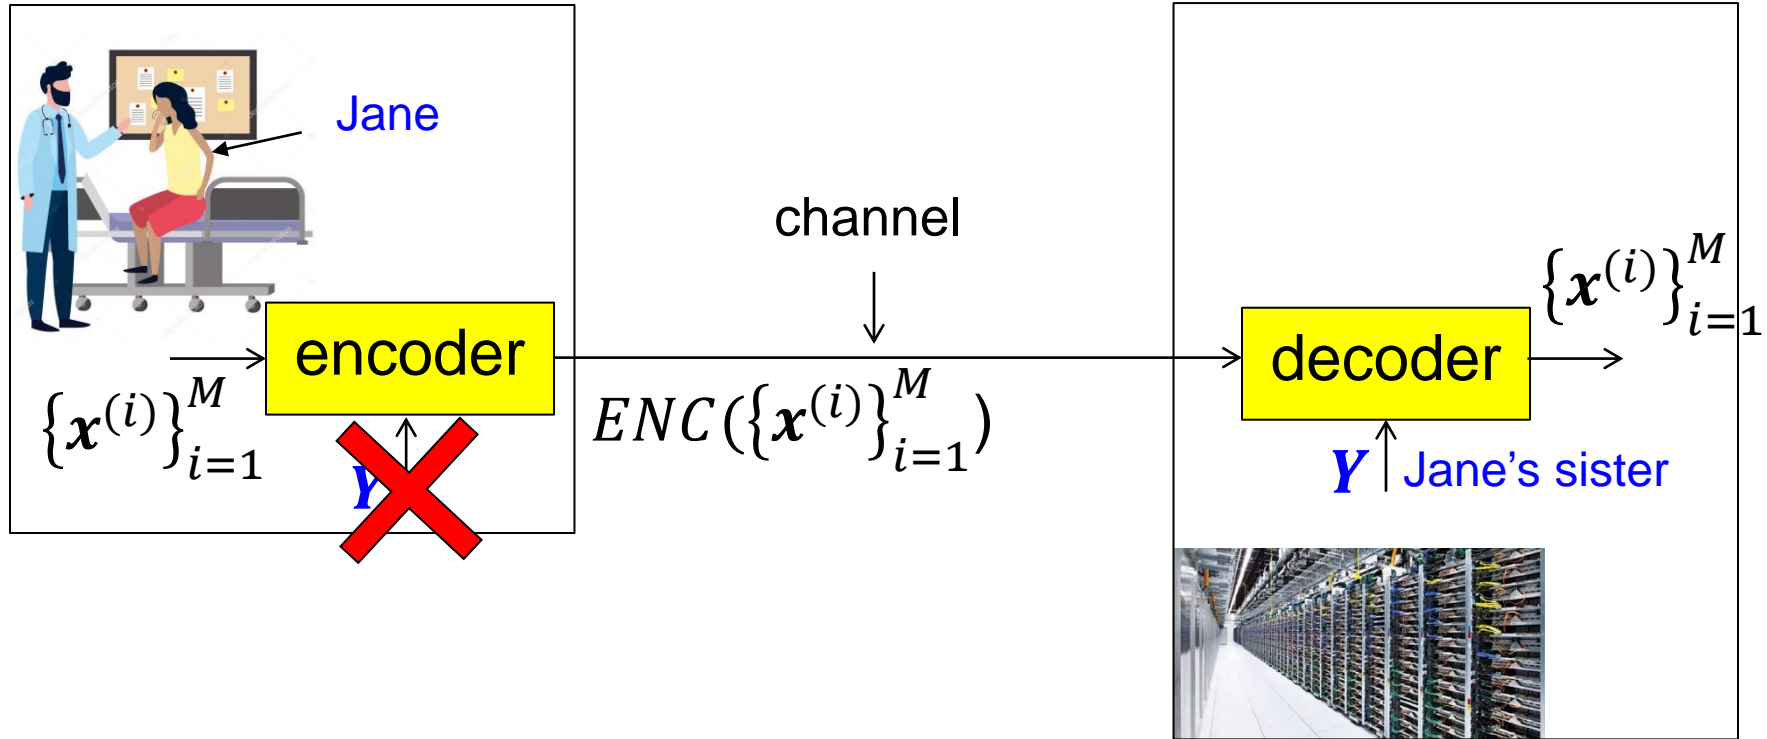 Jane
channel
encoder
decoder
{x^(i)}_{i=1}^M
{x^(i)}_{i=1}^M
ENC({x^(i)}_{i=1}^M)
Y
Y
Jane's sister